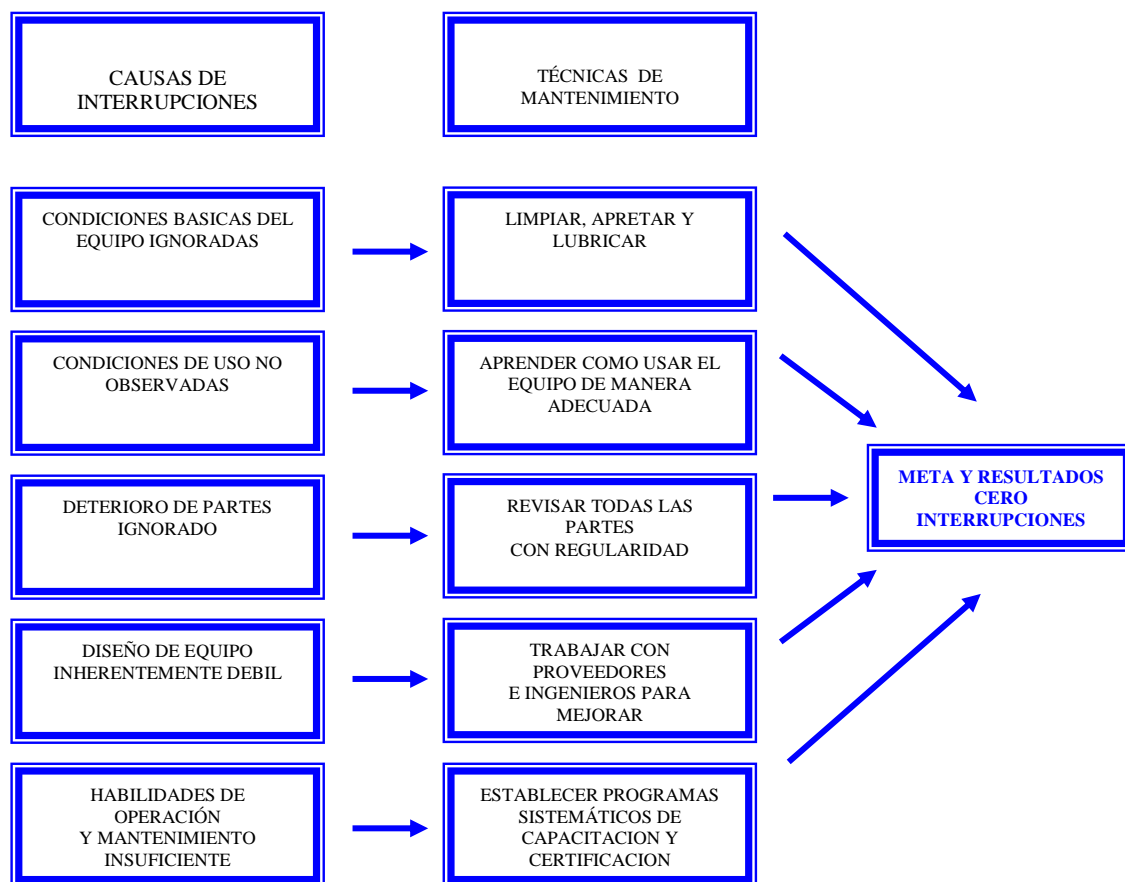 CAUSAS DE
INTERRUPCIONES
TÉCNICAS DE
MANTENIMIENTO
CONDICIONES BASICAS DEL
EQUIPO IGNORADAS
LIMPIAR, APRETAR Y
LUBRICAR
CONDICIONES DE USO NO
OBSERVADAS
APRENDER COMO USAR EL
EQUIPO DE MANERA
ADECUADA
DETERIORO DE PARTES
IGNORADO
REVISAR TODAS LAS
PARTES
CON REGULARIDAD
DISEÑO DE EQUIPO
INHERENTEMENTE DEBIL
TRABAJAR CON
PROVEEDORES
E INGENIEROS PARA
MEJORAR
HABILIDADES DE
OPERACIÓN
Y MANTENIMIENTO
INSUFICIENTE
ESTABLECER PROGRAMAS
SISTEMÁTICOS DE
CAPACITACION Y
CERTIFICACION
META Y RESULTADOS
CERO
INTERRUPCIONES